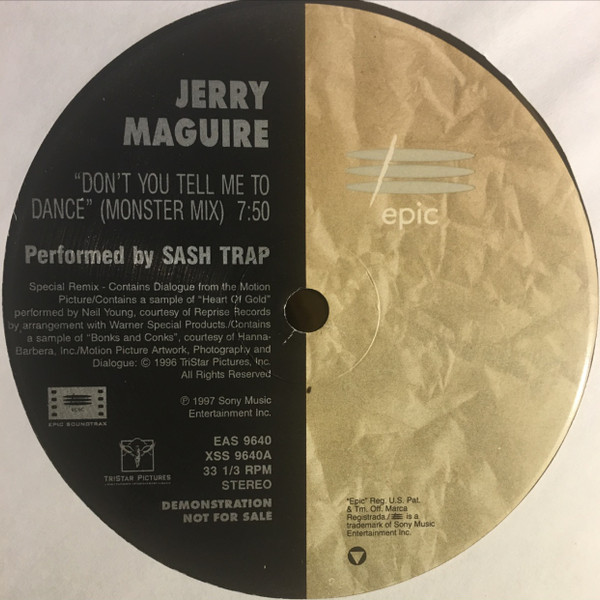 JERRY
MAGUIRE
"DON'T YOU TELL ME TO
DANCE" (MONSTER MIX) 7:50
Performed by SASH TRAP
Special Remix - Contains Dialogue from the Motion
Picture/Contains a sample of "Heart Of Gold"
performed by Neil Young, courtesy of Reprise Records
by arrangement with Warner Special Products./Contains
a sample of "Bonks and Conks", courtesy of Hanna-
Barbera, Inc./Motion Picture Artwork, Photography and
Dialogue: © 1996 TriStar Pictures, Inc.
All Rights Reserved
℗ 1997 Sony Music
Entertainment Inc.
epic
EPIC SOUNDTRAX
TRISTAR PICTURES
EAS 9640
XSS 9640A
33 1/3 RPM
STEREO
DEMONSTRATION
NOT FOR SALE
epic
"Epic" Reg. U.S. Pat.
& Tm. Off. Marca
Registrada./ is a
trademark of Sony Music
Entertainment Inc.